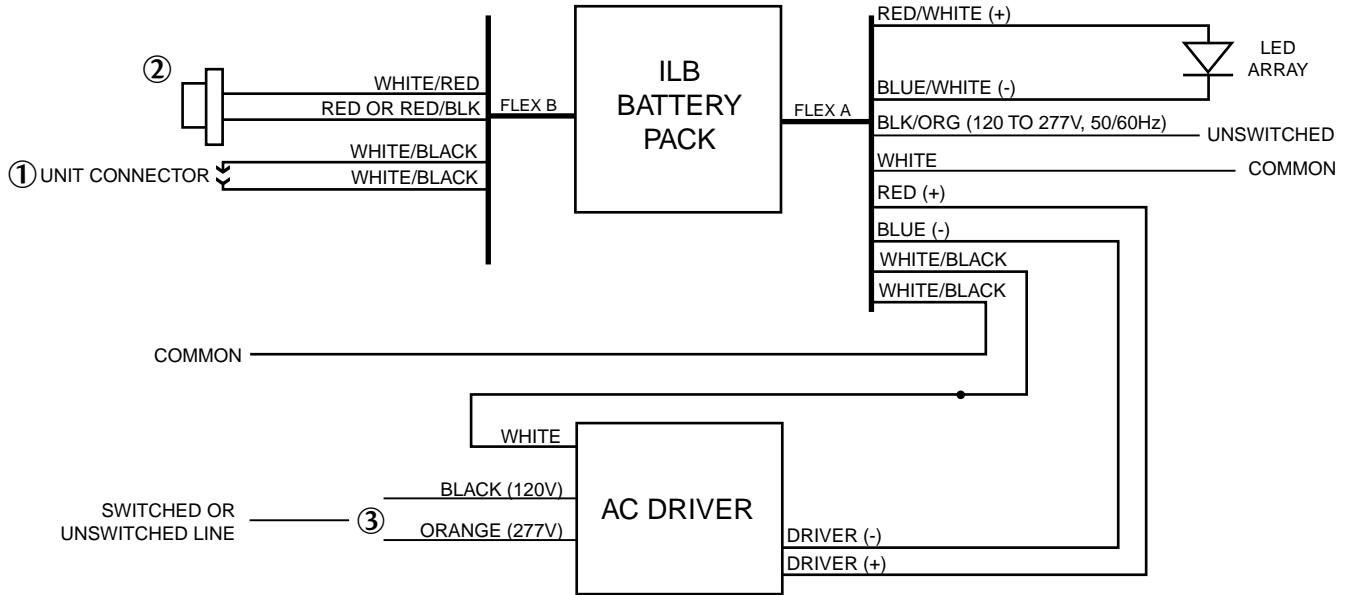 RED/WHITE (+)
LED
ARRAY
②
ILB
BATTERY
PACK
WHITE/RED
RED OR RED/BLK
FLEX B
FLEX A
BLUE/WHITE (-)
BLK/ORG (120 TO 277V, 50/60Hz)
UNSWITCHED
WHITE/BLACK
① UNIT CONNECTOR
WHITE/BLACK
WHITE
COMMON
RED (+)
BLUE (-)
WHITE/BLACK
WHITE/BLACK
COMMON
WHITE
BLACK (120V)
SWITCHED OR
UNSWITCHED LINE
③
ORANGE (277V)
AC DRIVER
DRIVER (-)
DRIVER (+)